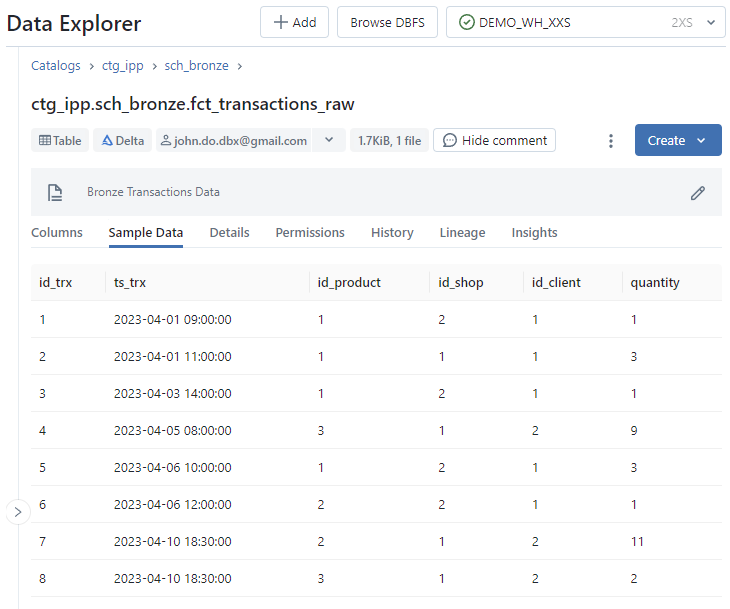 Data Explorer Add Browse DBFS DEMO_WH_XXS 2XS
Catalogs > ctg_ipp > sch_bronze >
ctg_ipp.sch_bronze.fct_transactions_raw
Table Delta john.do.dbx@gmail.com 1.7KiB, 1 file Hide comment Create
Bronze Transactions Data
Columns Sample Data Details Permissions History Lineage Insights
id_trx ts_trx id_product id_shop id_client quantity
1 2023-04-01 09:00:00 1 2 1 1
2 2023-04-01 11:00:00 1 1 1 3
3 2023-04-03 14:00:00 1 2 1 1
4 2023-04-05 08:00:00 3 1 2 9
5 2023-04-06 10:00:00 1 2 1 3
6 2023-04-06 12:00:00 2 2 1 1
7 2023-04-10 18:30:00 2 1 2 11
8 2023-04-10 18:30:00 3 1 2 2